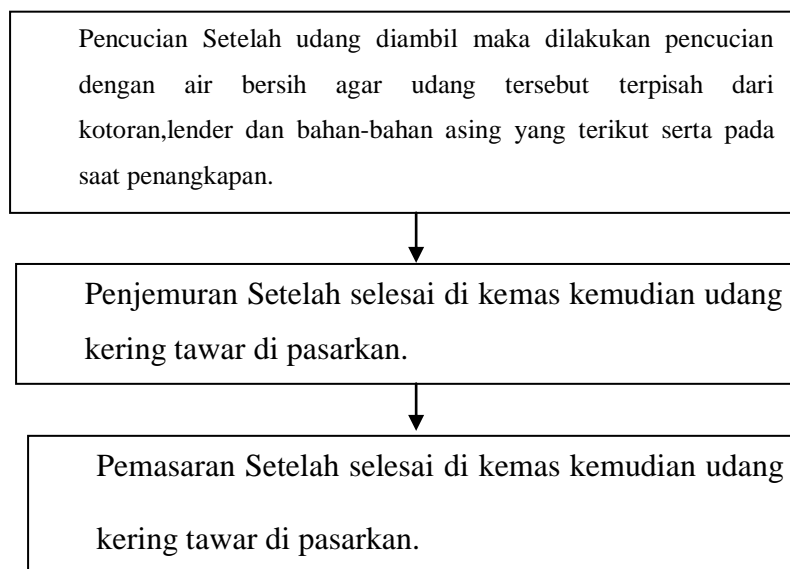 Pencucian Setelah udang diambil maka dilakukan pencucian
dengan air bersih agar udang tersebut terpisah dari
kotoran,lender dan bahan-bahan asing yang terikut serta pada
saat penangkapan.
Penjemuran Setelah selesai di kemas kemudian udang
kering tawar di pasarkan.
Pemasaran Setelah selesai di kemas kemudian udang
kering tawar di pasarkan.